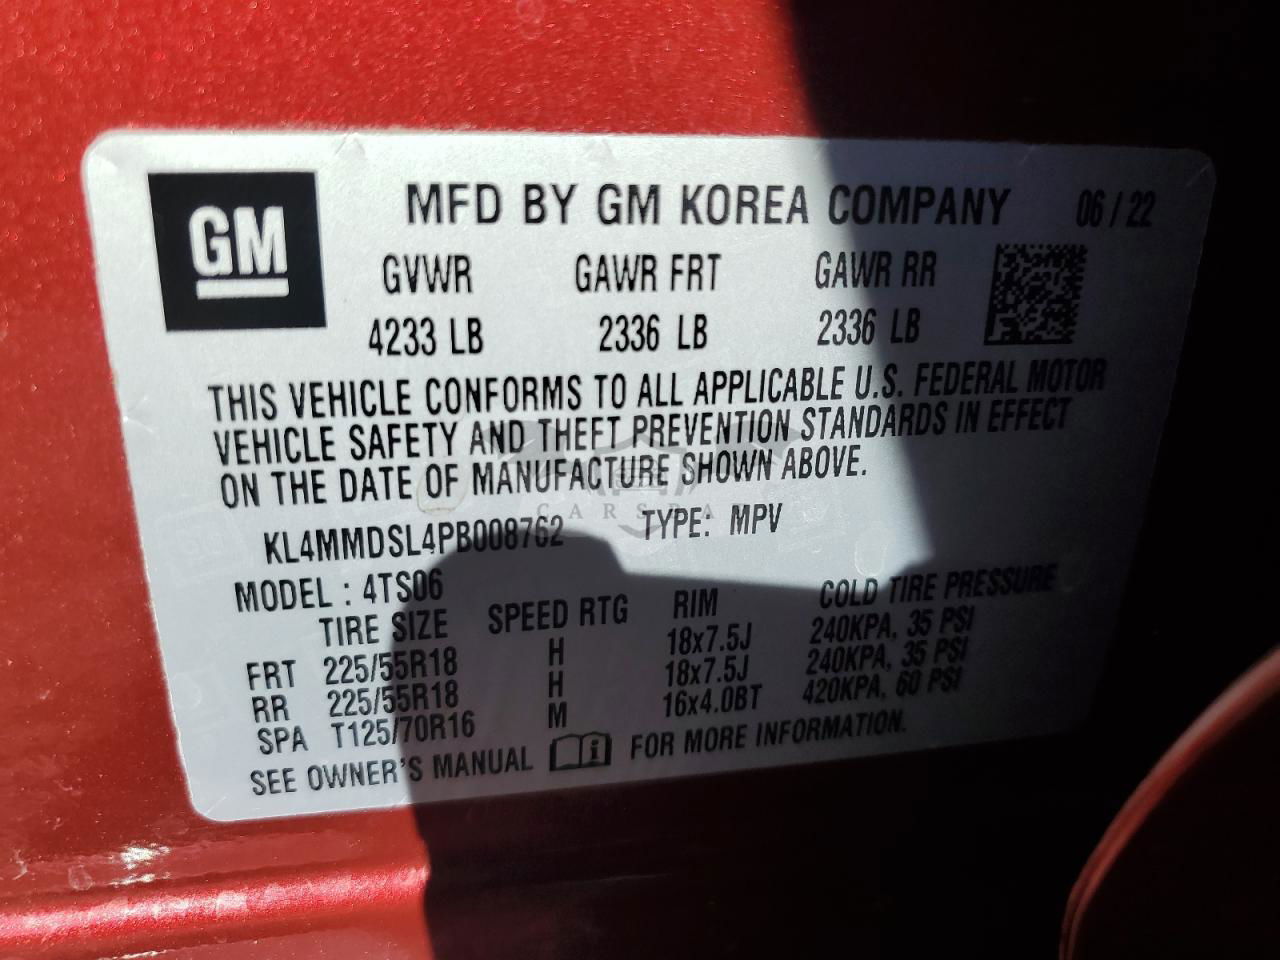 GM
MFD BY GM KOREA COMPANY 06/22
GVWR GAWR FRT GAWR RR
4233 LB 2336 LB 2336 LB
THIS VEHICLE CONFORMS TO ALL APPLICABLE U.S. FEDERAL MOTOR
VEHICLE SAFETY AND THEFT PREVENTION STANDARDS IN EFFECT
ON THE DATE OF MANUFACTURE SHOWN ABOVE.
KL4MMDSL4PB008762 TYPE: MPV
MODEL: 4TS06
TIRE SIZE SPEED RTG RIM COLD TIRE PRESSURE
FRT 225/55R18 H 18x7.5J 240KPA, 35 PSI
RR 225/55R18 H 18x7.5J 240KPA, 35 PSI
SPA T125/70R16 M 16x4.0BT 420KPA, 60 PSI
SEE OWNER'S MANUAL i FOR MORE INFORMATION.